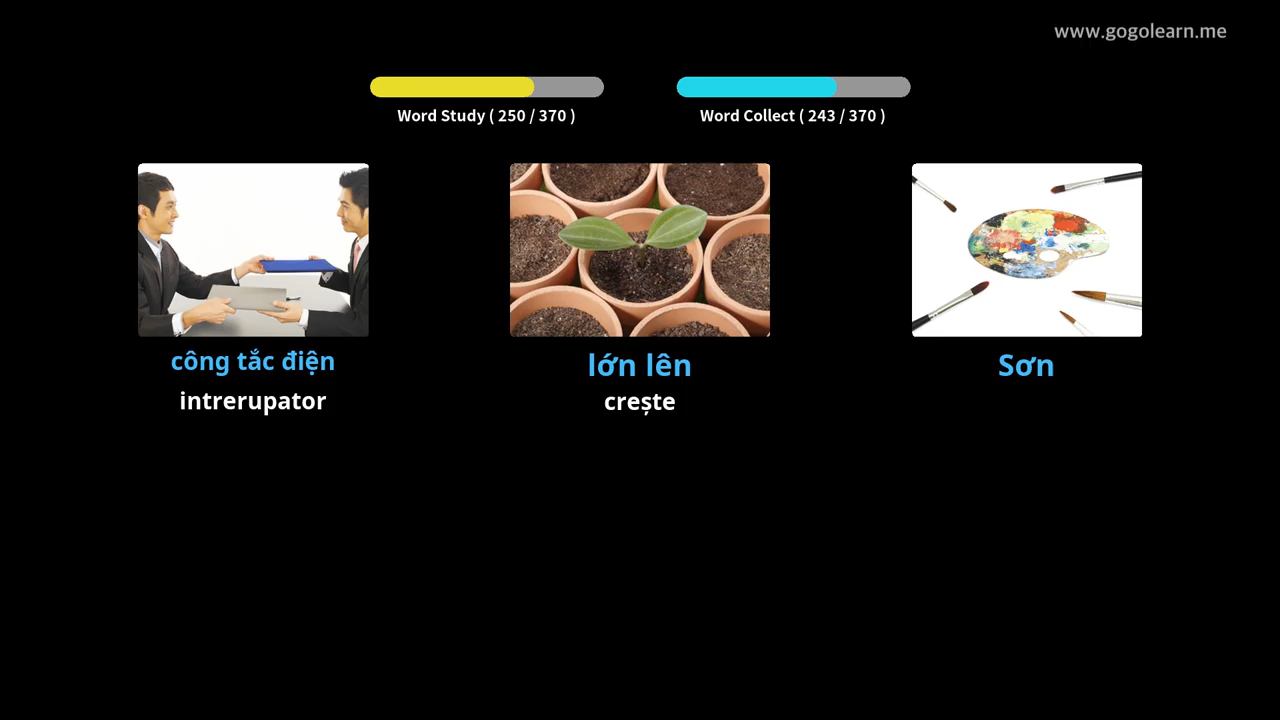 www.gogolearn.me
Word Study ( 250 / 370 )
Word Collect ( 243 / 370 )
công tắc điện
intrerupator
lớn lên
crește
Sơn